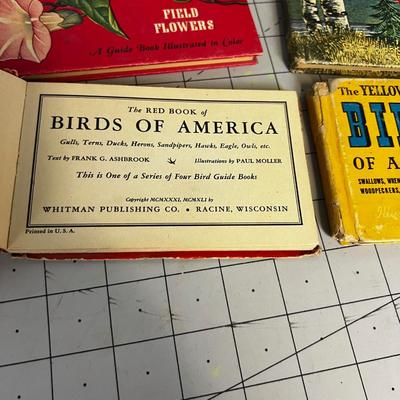 FIELD
FLOWERS
A Guide Book Illustrated in Color
The RED BOOK of
BIRDS OF AMERICA
Gulls, Terns, Ducks, Herons, Sandpipers, Hawks, Eagle, Owls, etc.
Text by FRANK G. ASHBROOK Illustrations by PAUL MOLLER
This is One of a Series of Four Bird Guide Books
Copyright MCMXXXI, MCMXLI by
WHITMAN PUBLISHING CO. • RACINE, WISCONSIN
Printed in U. S. A.
The YELLOW
BI
OF A
SWALLOWS, WREN
WOODPECKERS,